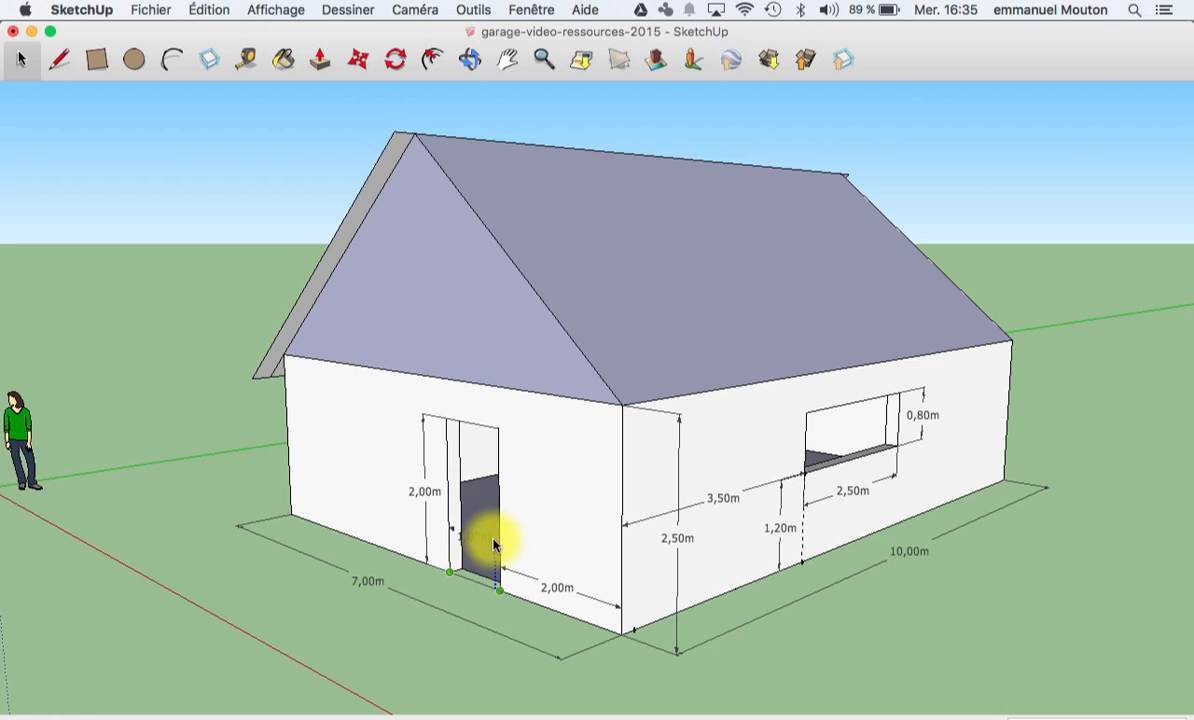 SketchUp Fichier Édition Affichage Caméra Dessiner Outils Fenêtre Aide 89 % Mer. 16:35 emmanuel Mouton
garage-video-ressources-2015 - SketchUp
0,80m
2,00m
3,50m
2,50m
1,20m
2,50m
10,00m
7,00m
2,00m